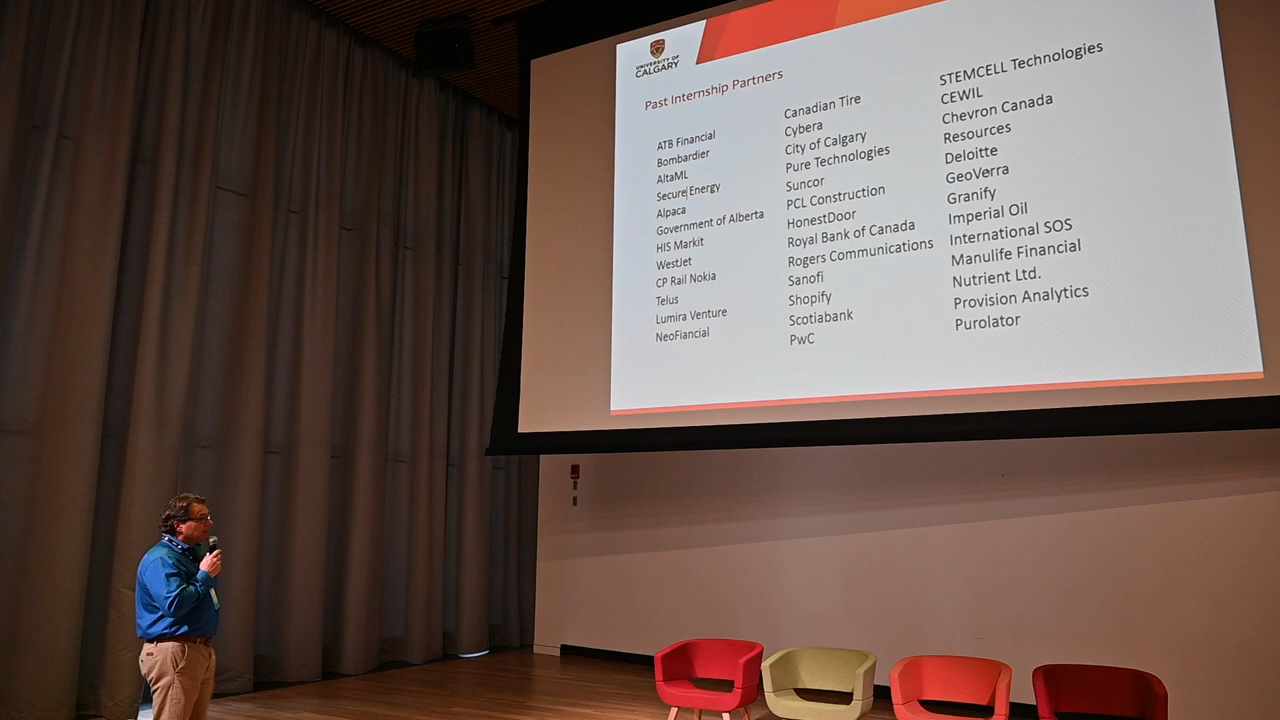 UNIVERSITY OF
CALGARY
Past Internship Partners
ATB Financial
Bombardier
AltaML
Secure Energy
Alpaca
Government of Alberta
HIS Markit
WestJet
CP Rail Nokia
Telus
Lumira Venture
NeoFiancial
Canadian Tire
Cybera
City of Calgary
Pure Technologies
Suncor
PCL Construction
HonestDoor
Royal Bank of Canada
Rogers Communications
Sanofi
Shopify
Scotiabank
PwC
STEMCELL Technologies
CEWIL
Chevron Canada
Resources
Deloitte
GeoVerra
Granify
Imperial Oil
International SOS
Manulife Financial
Nutrient Ltd.
Provision Analytics
Purolator